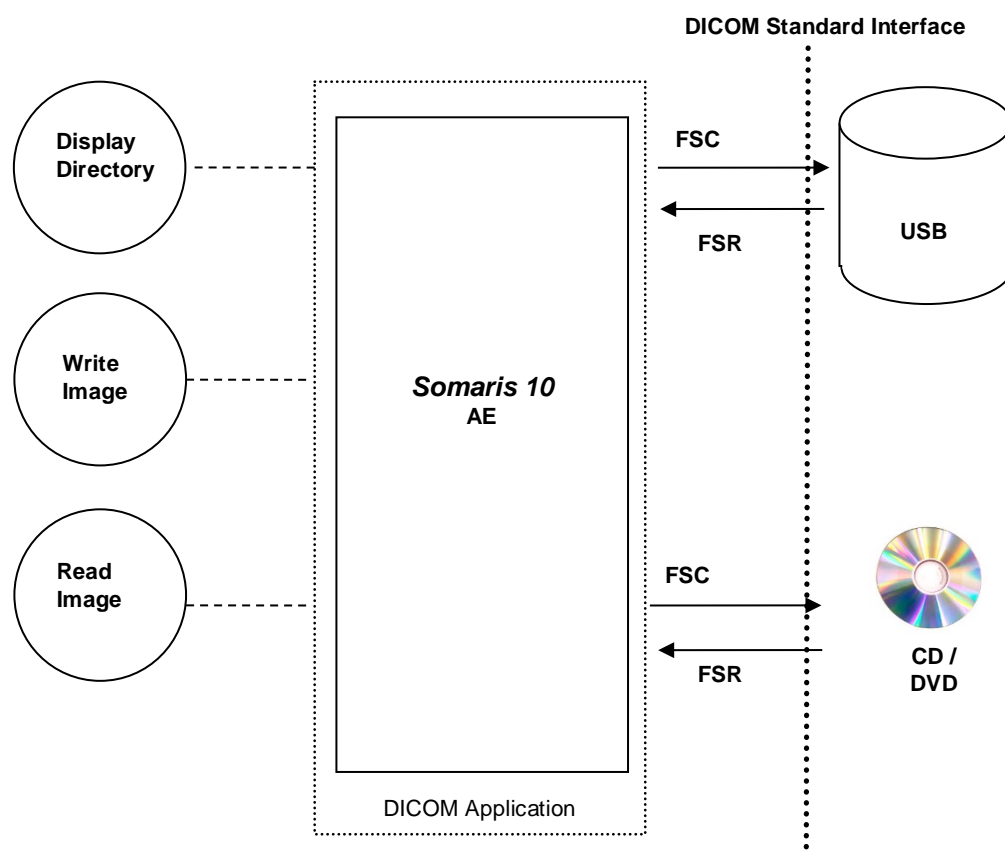 DICOM Standard Interface
Display
Directory
FSC
FSR
USB
Write
Image
Somaris 10
AE
Read
Image
FSC
FSR
CD /
DVD
DICOM Application